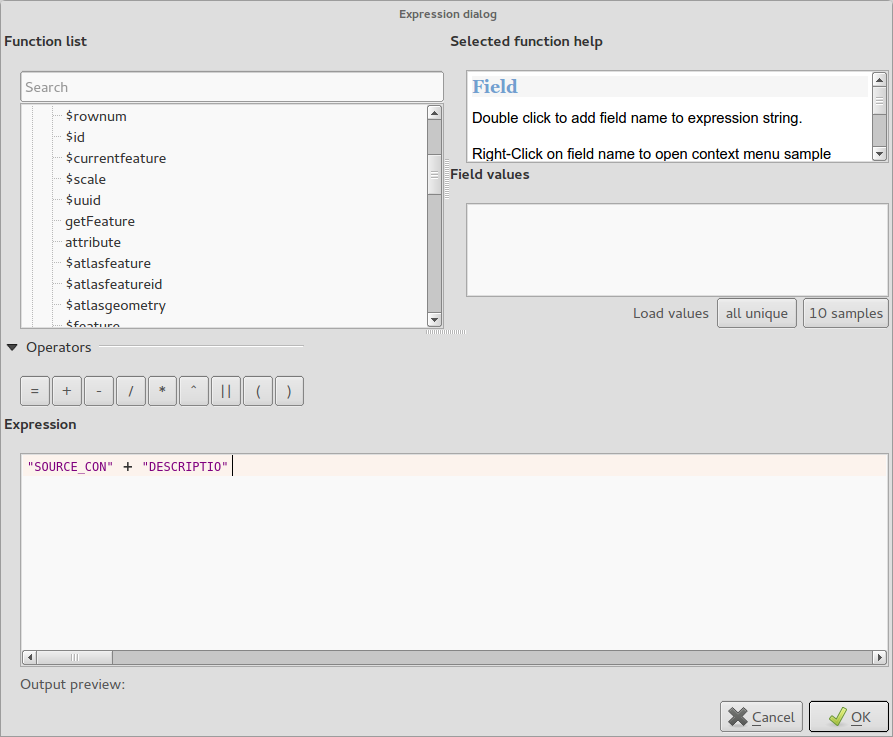 Expression dialog
Function list
Search
$rownum
$id
$currentfeature
$scale
$uuid
getFeature
attribute
$atlasfeature
$atlasfeatureid
$atlasgeometry
$feature
Selected function help
Field
Double click to add field name to expression string.
Right-Click on field name to open context menu sample
Field values
Load values all unique 10 samples
Operators
= + - / * ^ || ( )
Expression
"SOURCE_CON" + "DESCRIPTIO"
Output preview:
Cancel OK